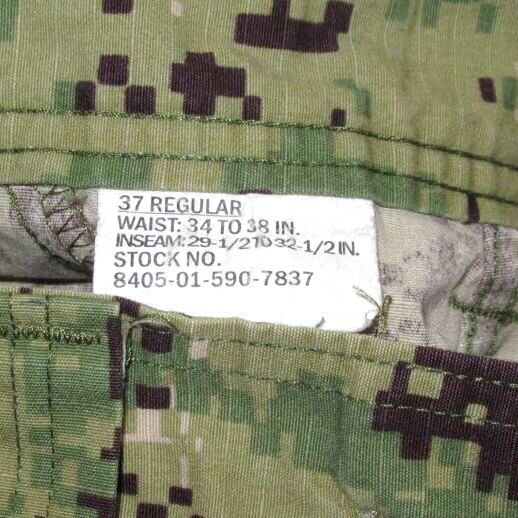 37 REGULAR
WAIST: 34 TO 38 IN.
INSEAM: 29-1/2 TO 32-1/2 IN.
STOCK NO.
8405-01-590-7837